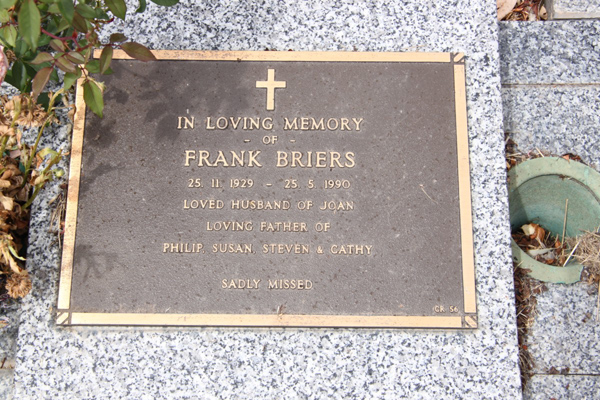 IN LOVING MEMORY
- OF -
FRANK BRIERS
25. 11. 1929 - 25. 5. 1990
LOVED HUSBAND OF JOAN
LOVING FATHER OF
PHILIP, SUSAN, STEVEN & CATHY
SADLY MISSED
CR 56